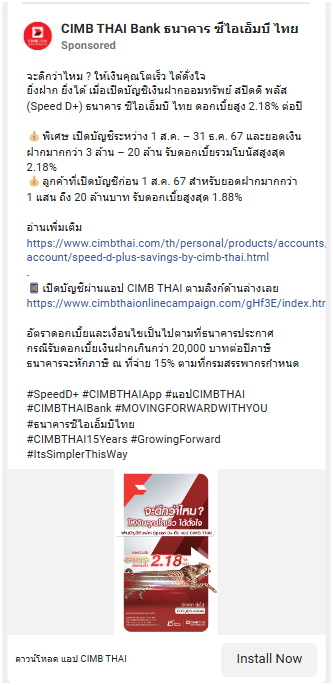 CIMB THAI Bank ธนาคาร ซีไอเอ็มบี ไทย
Sponsored
จะดีกว่าไหม ? ให้เงินคุณโตเร็ว ได้ดั่งใจ
ยิ่งฝาก ยิ่งได้ เมื่อเปิดบัญชีเงินฝากออมทรัพย์ สปีดดี พลัส
(Speed D+) ธนาคาร ซีไอเอ็มบี ไทย ดอกเบี้ยสูง 2.18% ต่อปี
💰 พิเศษ เปิดบัญชีระหว่าง 1 ส.ค. – 31 ธ.ค. 67 และยอดเงิน
ฝากมากกว่า 3 ล้าน – 20 ล้าน รับดอกเบี้ยรวมโบนัสสูงสุด
2.18%
💰 ลูกค้าที่เปิดบัญชีก่อน 1 ส.ค. 67 สำหรับยอดฝากมากกว่า
1 แสน ถึง 20 ล้านบาท รับดอกเบี้ยสูงสุด 1.88%
อ่านเพิ่มเติม
https://www.cimbthai.com/th/personal/products/accounts,
account/speed-d-plus-savings-by-cimb-thai.html
.
📱 เปิดบัญชีผ่านแอป CIMB THAI ตามลิงก์ด้านล่างเลย
https://www.cimbthaionlinecampaign.com/gHf3E/index.htm
อัตราดอกเบี้ยและเงื่อนไขเป็นไปตามที่ธนาคารประกาศ
กรณีรับดอกเบี้ยเงินฝากเกินกว่า 20,000 บาทต่อปีภาษี
ธนาคารจะหักภาษี ณ ที่จ่าย 15% ตามที่กรมสรรพากรกำหนด
#SpeedD+ #CIMBTHAIApp #แอปCIMBTHAI
#CIMBTHAIBank #MOVINGFORWARDWITHYOU
#ธนาคารซีไอเอ็มบีไทย
#CIMBTHAI15Years #GrowingForward
#ItsSimplerThisWay
จะดีกว่าไหม?
ให้เงินคุณโตเร็ว ได้ดั่งใจ
2.18%
ดาวน์โหลด แอป CIMB THAI
Install Now